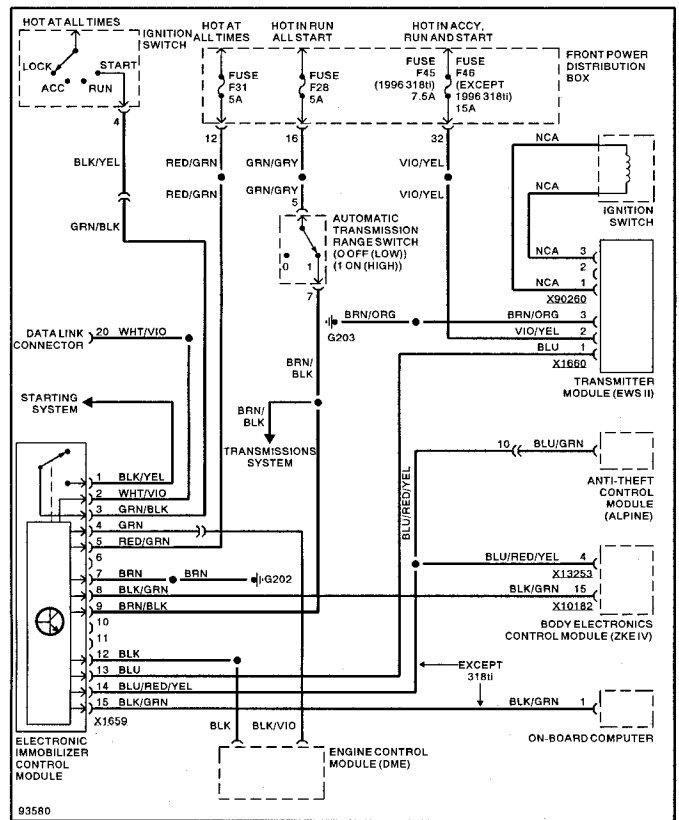 HOT AT ALL TIMES
IGNITION
SWITCH
LOCK
START
ACC
RUN
4
BLK/YEL
GRN/BLK
HOT AT
ALL TIMES
HOT IN RUN
ALL START
HOT IN ACCY,
RUN AND START
FUSE
F31
5A
FUSE
F28
5A
FUSE
F45
(1996 318ti)
7.5A
FUSE
F46
(EXCEPT
1996 318ti)
15A
FRONT POWER
DISTRIBUTION
BOX
12
16
32
RED/GRN
GRN/GRY
VIO/YEL
RED/GRN
GRN/GRY
VIO/YEL
5
AUTOMATIC
TRANSMISSION
RANGE SWITCH
(0 OFF (LOW))
(1 ON (HIGH))
0
1
7
NCA
NCA
IGNITION
SWITCH
NCA 3
2
NCA 1
X90260
BRN/ORG
G203
BRN/ORG 3
VIO/YEL 2
BLU 1
X1660
TRANSMITTER
MODULE (EWS II)
DATA LINK
CONNECTOR
20 WHT/VIO
BRN/
BLK
STARTING
SYSTEM
BRN/
BLK
TRANSMISSIONS
SYSTEM
BLU/RED/YEL
10 BLU/GRN
ANTI-THEFT
CONTROL
MODULE
(ALPINE)
1 BLK/YEL
2 WHT/VIO
3 GRN/BLK
4 GRN
5 RED/GRN
6
7 BRN BRN G202
8 BLK/GRN
9 BRN/BLK
10
11
12 BLK
13 BLU
14 BLU/RED/YEL
15 BLK/GRN
X1659
BLU/RED/YEL 4
X13253
BLK/GRN 15
X10182
BODY ELECTRONICS
CONTROL MODULE (ZKE IV)
EXCEPT
318ti
BLK/GRN 1
ON-BOARD COMPUTER
BLK
BLK/VIO
ELECTRONIC
IMMOBILIZER
CONTROL
MODULE
ENGINE CONTROL
MODULE (DME)
93580